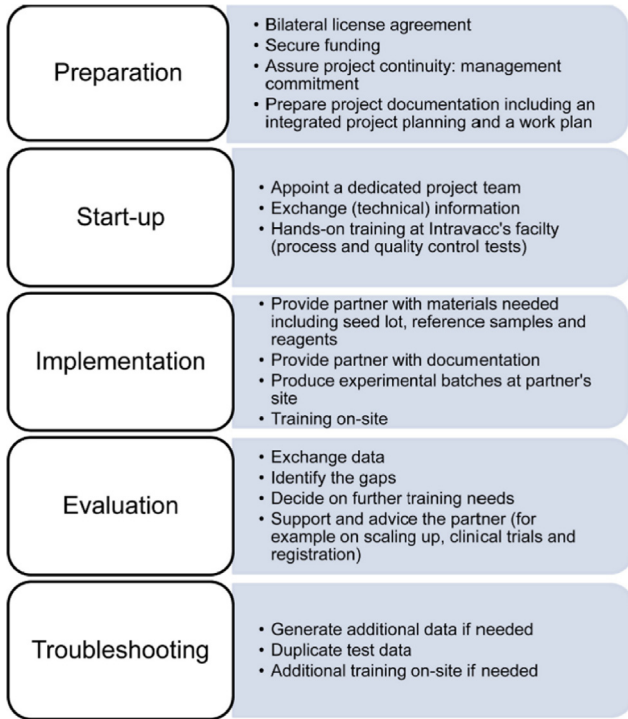 Preparation
• Bilateral license agreement
• Secure funding
• Assure project continuity: management
commitment
• Prepare project documentation including an
integrated project planning and a work plan
Start-up
• Appoint a dedicated project team
• Exchange (technical) information
• Hands-on training at Intravacc's facilty
(process and quality control tests)
Implementation
• Provide partner with materials needed
including seed lot, reference samples and
reagents
• Provide partner with documentation
• Produce experimental batches at partner's
site
• Training on-site
Evaluation
• Exchange data
• Identify the gaps
• Decide on further training needs
• Support and advice the partner (for
example on scaling up, clinical trials and
registration)
Troubleshooting
• Generate additional data if needed
• Duplicate test data
• Additional training on-site if needed